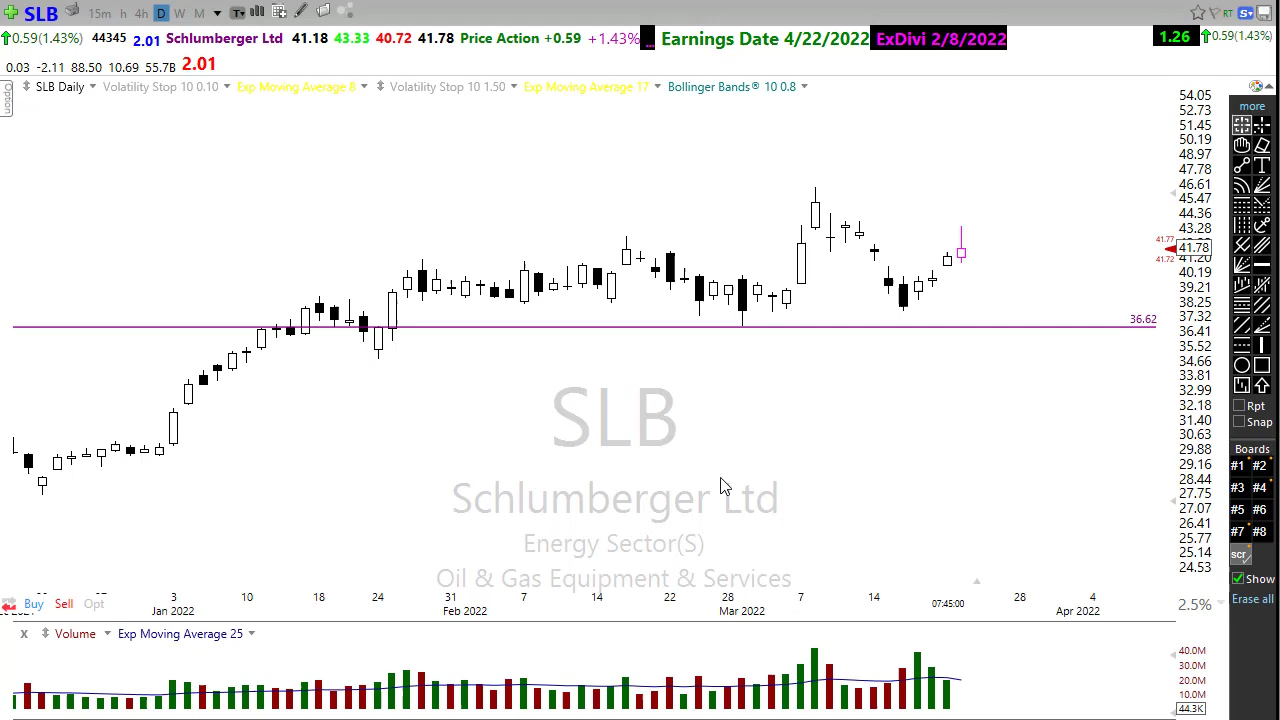 SLB 15m h 4h D W M T RT S
0.59(1.43%) 44345 2.01 Schlumberger Ltd 41.18 43.33 40.72 41.78 Price Action +0.59 +1.43% ... Earnings Date 4/22/2022 ExDivi 2/8/2022 1.26 0.59(1.43%)
0.03 -2.11 88.50 10.69 55.7B 2.01
Option
SLB Daily Volatility Stop 10 0.10 Exp Moving Average 8 Volatility Stop 10 1.50 Exp Moving Average 17 Bollinger Bands® 10 0.8
54.05
52.73
51.45
50.19
48.97
47.78
46.61
45.47
44.36
43.28
41.77
41.78
41.72
41.20
40.19
39.21
38.25
37.32
36.62
36.41
35.52
34.66
33.81
32.99
32.18
31.40
30.63
29.88
29.16
28.44
27.75
27.07
26.41
25.77
25.14
24.53
SLB
Schlumberger Ltd
Energy Sector(S)
Oil & Gas Equipment & Services
more
T
Rpt
Snap
Boards
#1 #2
#3 #4
#5 #6
#7 #8
scr
Show
Erase all
Buy Sell Opt
3 10 18 24 7 14 22 28 7 14 07:45:00 28 4
Jan 2022 Feb 2022 Mar 2022 Apr 2022
2.5%
x Volume Exp Moving Average 25
40.0M
30.0M
20.0M
10.0M
44.3K